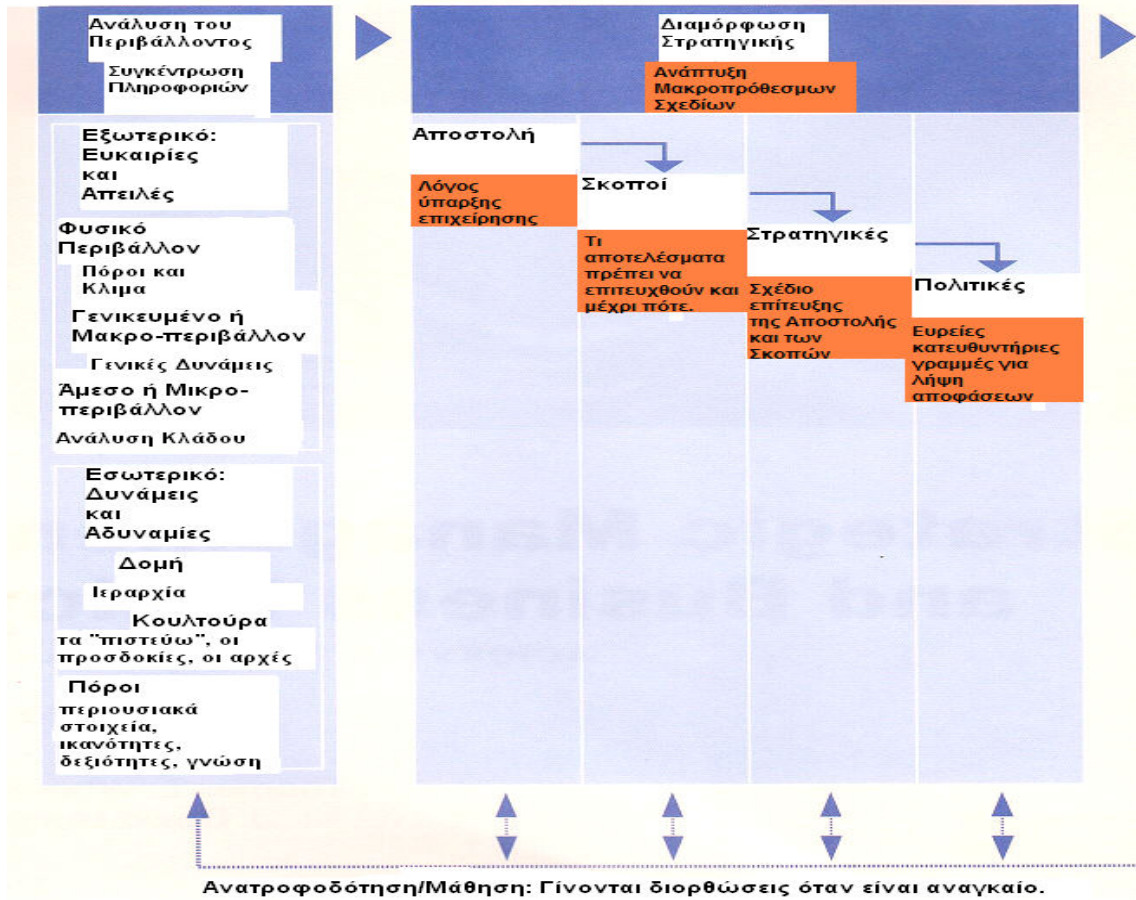 Ανάλυση του
Περιβάλλοντος
Συγκέντρωση
Πληροφοριών
Εξωτερικό:
Ευκαιρίες
και
Απειλές
Φυσικό
Περιβάλλον
Πόροι και
Κλιμα
Γενικευμένο ή
Μακρο-περιβάλλον
Γενικές Δυνάμεις
Άμεσο ή Μικρο-
περιβάλλον
Ανάλυση Κλάδου
Εσωτερικό:
Δυνάμεις
και
Αδυναμίες
Δομή
Ιεραρχία
Κουλτούρα
τα "πιστεύω", οι
προσδοκίες, οι αρχές
Πόροι
περιουσιακά
στοιχεία,
ικανότητες,
δεξιότητες, γνώση
Διαμόρφωση
Στρατηγικής
Ανάπτυξη
Μακροπρόθεσμων
Σχεδίων
Αποστολή
Λόγος
ύπαρξης
επιχείρησης
Σκοποί
Τι
αποτελέσματα
πρέπει να
επιτευχθούν και
μέχρι πότε.
Στρατηγικές
Σχέδιο
επίτευξης
της Αποστολής
και των
Σκοπών
Πολιτικές
Ευρείες
κατευθυντήριες
γραμμές για
λήψη
αποφάσεων
Ανατροφοδότηση/Μάθηση: Γίνονται διορθώσεις όταν είναι αναγκαίο.